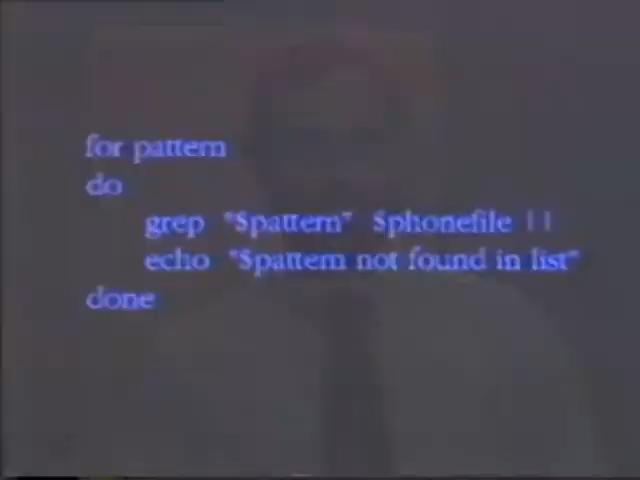 for pattern
do
grep "$pattern" $phonefile ||
echo "$pattern not found in list"
done